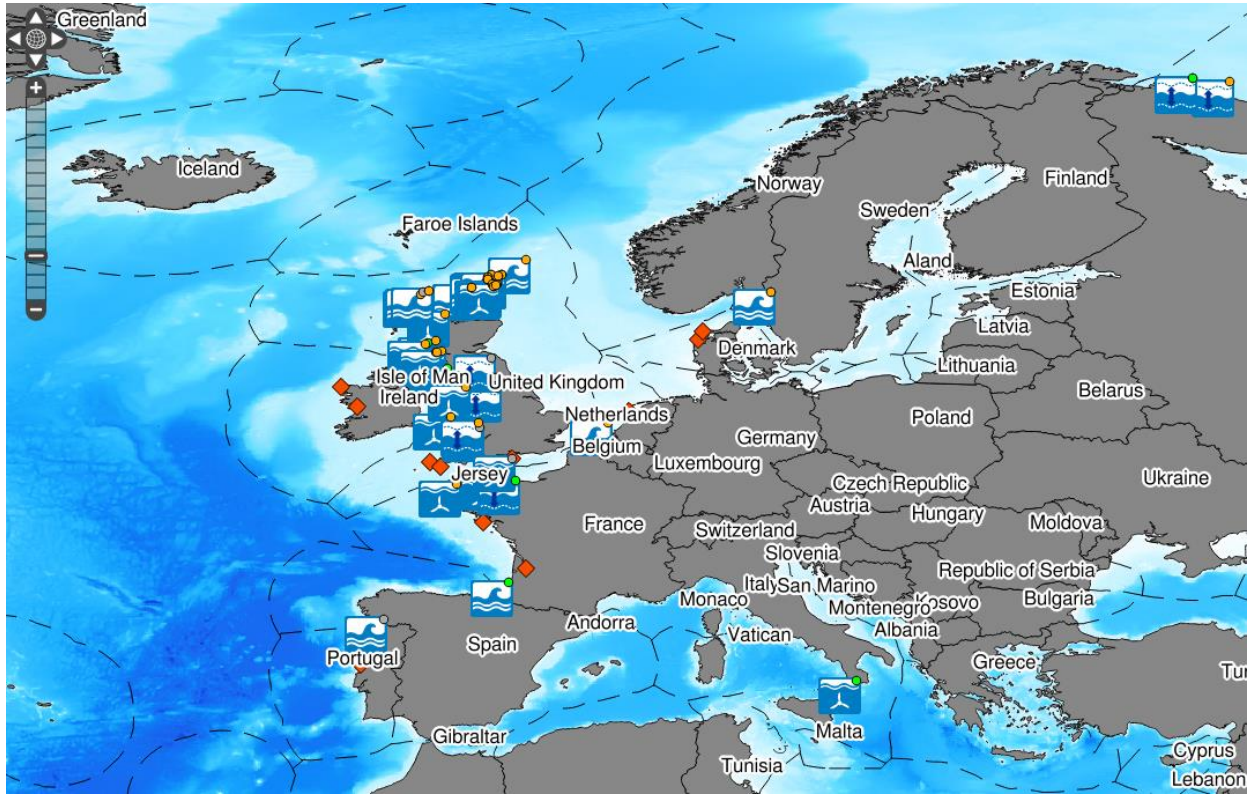 Greenland
Iceland
Norway
Finland
Sweden
Faroe Islands
Aland
Estonia
Latvia
Denmark
Lithuania
Isle of Man
United Kingdom
Ireland
Belarus
Netherlands
Poland
Germany
Belgium
Luxembourg
Jersey
Ukraine
Czech Republic
Austria
Hungary
France
Moldova
Switzerland
Slovenia
Republic of Serbia
Italy
San Marino
Monaco
Kosovo
Bulgaria
Montenegro
Andorra
Vatican
Albania
Spain
Portugal
Greece
Tur
Malta
Gibraltar
Cyprus
Tunisia
Lebanon